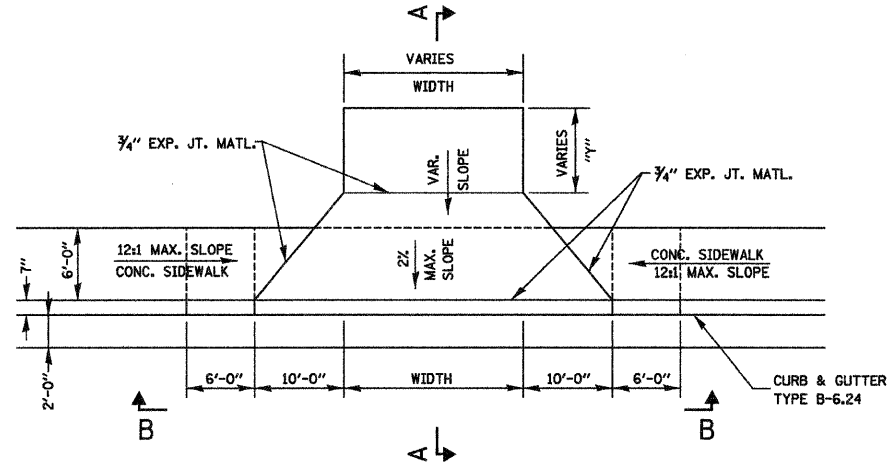 A
VARIES
WIDTH
¾" EXP. JT. MATL.
VAR.
SLOPE
VARIES
"Y"
¾" EXP. JT. MATL.
7"
6'-0"
12:1 MAX. SLOPE
CONC. SIDEWALK
2%
MAX.
SLOPE
CONC. SIDEWALK
12:1 MAX. SLOPE
2'-0"
6'-0"
10'-0"
WIDTH
10'-0"
6'-0"
CURB & GUTTER
TYPE B-6.24
B
B
A